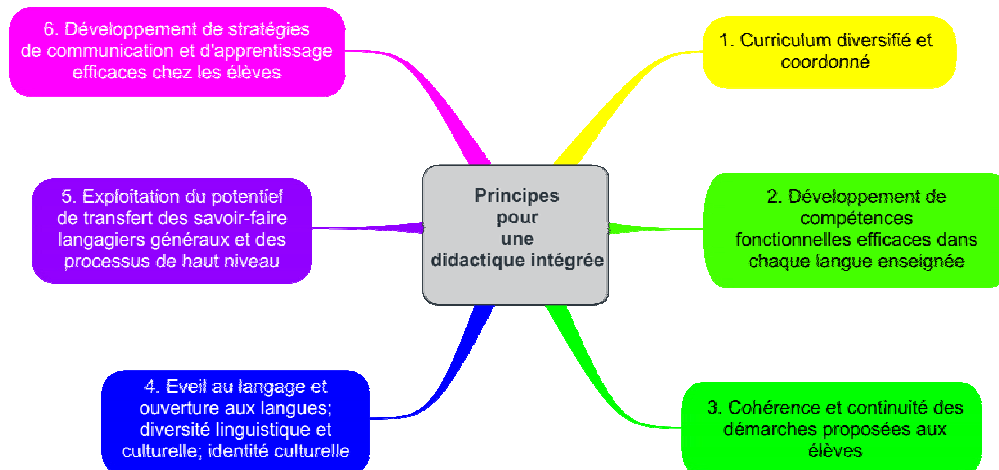 Principes
pour
une
didactique intégrée
1. Curriculum diversifié et
coordonné
2. Développement de
compétences
fonctionnelles efficaces dans
chaque langue enseignée
3. Cohérence et continuité des
démarches proposées aux
élèves
4. Eveil au langage et
ouverture aux langues;
diversité linguistique et
culturelle; identité culturelle
5. Exploitation du potentief
de transfert des savoir-faire
langagiers généraux et des
processus de haut niveau
6. Développement de stratégies
de communication et d'apprentissage
efficaces chez les élèves